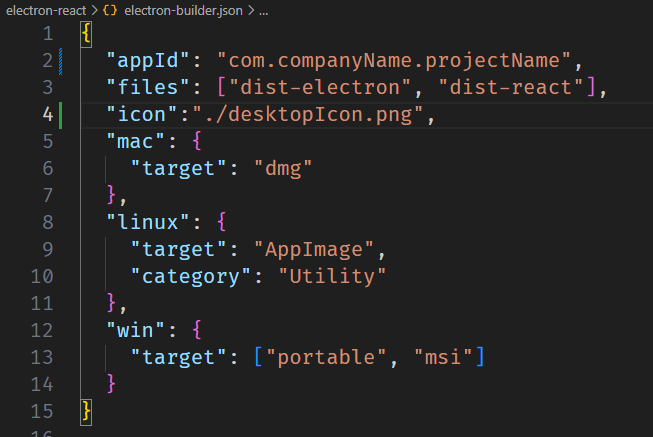 electron-react > {} electron-builder.json > ...
1 {
2 "appId": "com.companyName.projectName",
3 "files": ["dist-electron", "dist-react"],
4 "icon":"./desktopIcon.png",
5 "mac": {
6 "target": "dmg"
7 },
8 "linux": {
9 "target": "AppImage",
10 "category": "Utility"
11 },
12 "win": {
13 "target": ["portable", "msi"]
14 }
15 }